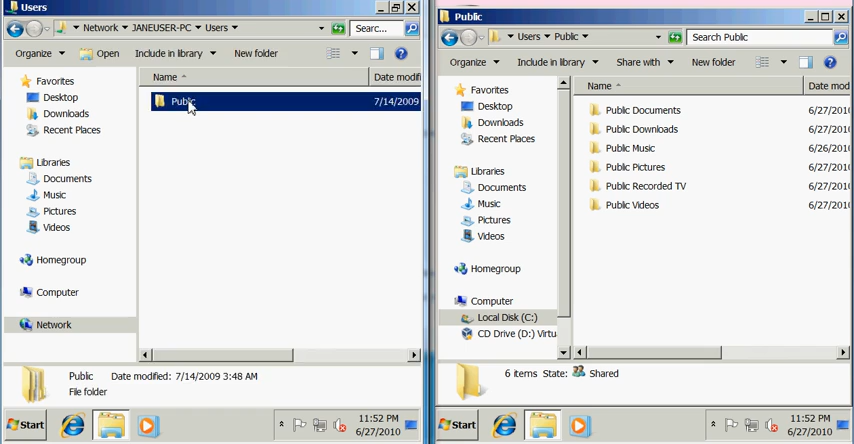 Users
Network ▸ JANEUSER-PC ▸ Users ▸
Searc...
Organize
Open
Include in library
New folder
Name
Date modifi
Favorites
Desktop
Downloads
Recent Places
Libraries
Documents
Music
Pictures
Videos
Homegroup
Computer
Network
Public
7/14/2009
Public Date modified: 7/14/2009 3:48 AM
File folder
Start
11:52 PM
6/27/2010
Public
Users ▸ Public ▸
Search Public
Organize
Include in library
Share with
New folder
Name
Date mod
Favorites
Desktop
Downloads
Recent Places
Libraries
Documents
Music
Pictures
Videos
Homegroup
Computer
Local Disk (C:)
CD Drive (D:) Virtua
Public Documents 6/27/2010
Public Downloads 6/27/2010
Public Music 6/26/2010
Public Pictures 6/27/2010
Public Recorded TV 6/27/2010
Public Videos 6/27/2010
6 items State: Shared
Start
11:52 PM
6/27/2010